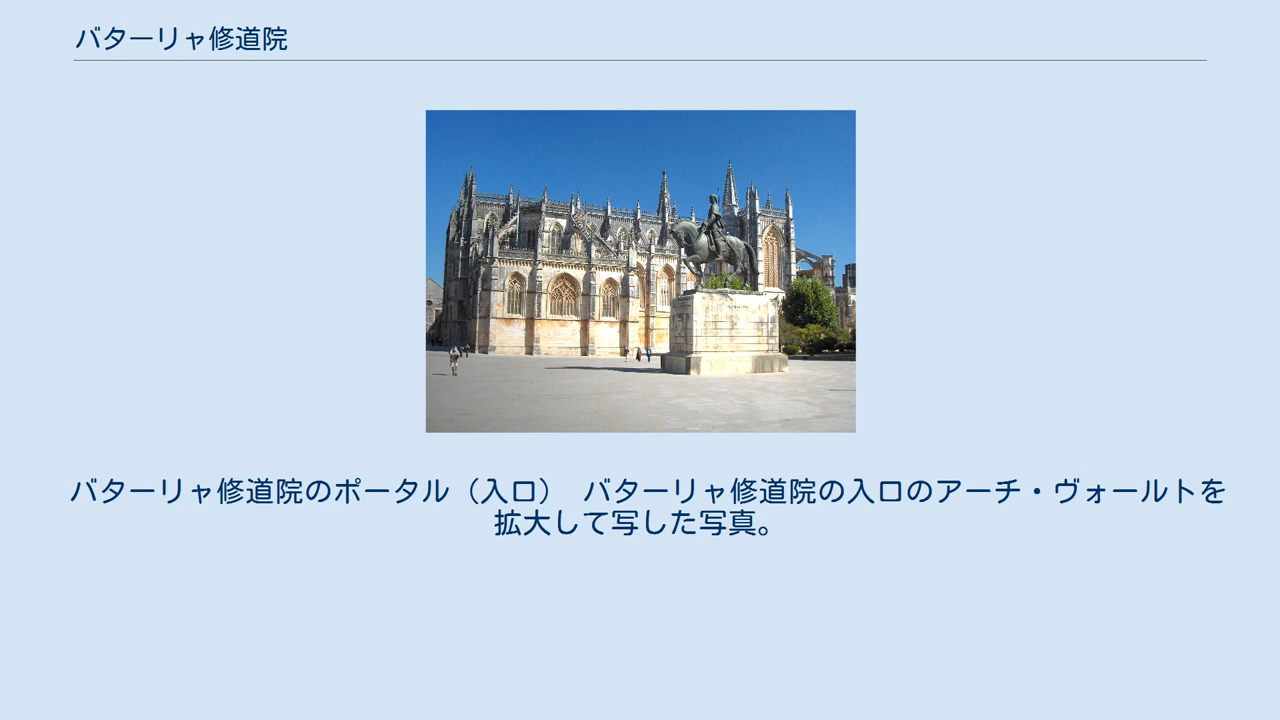 バターリャ修道院
バターリャ修道院のポータル（入口）　バターリャ修道院の入口のアーチ・ヴォールトを
拡大して写した写真。